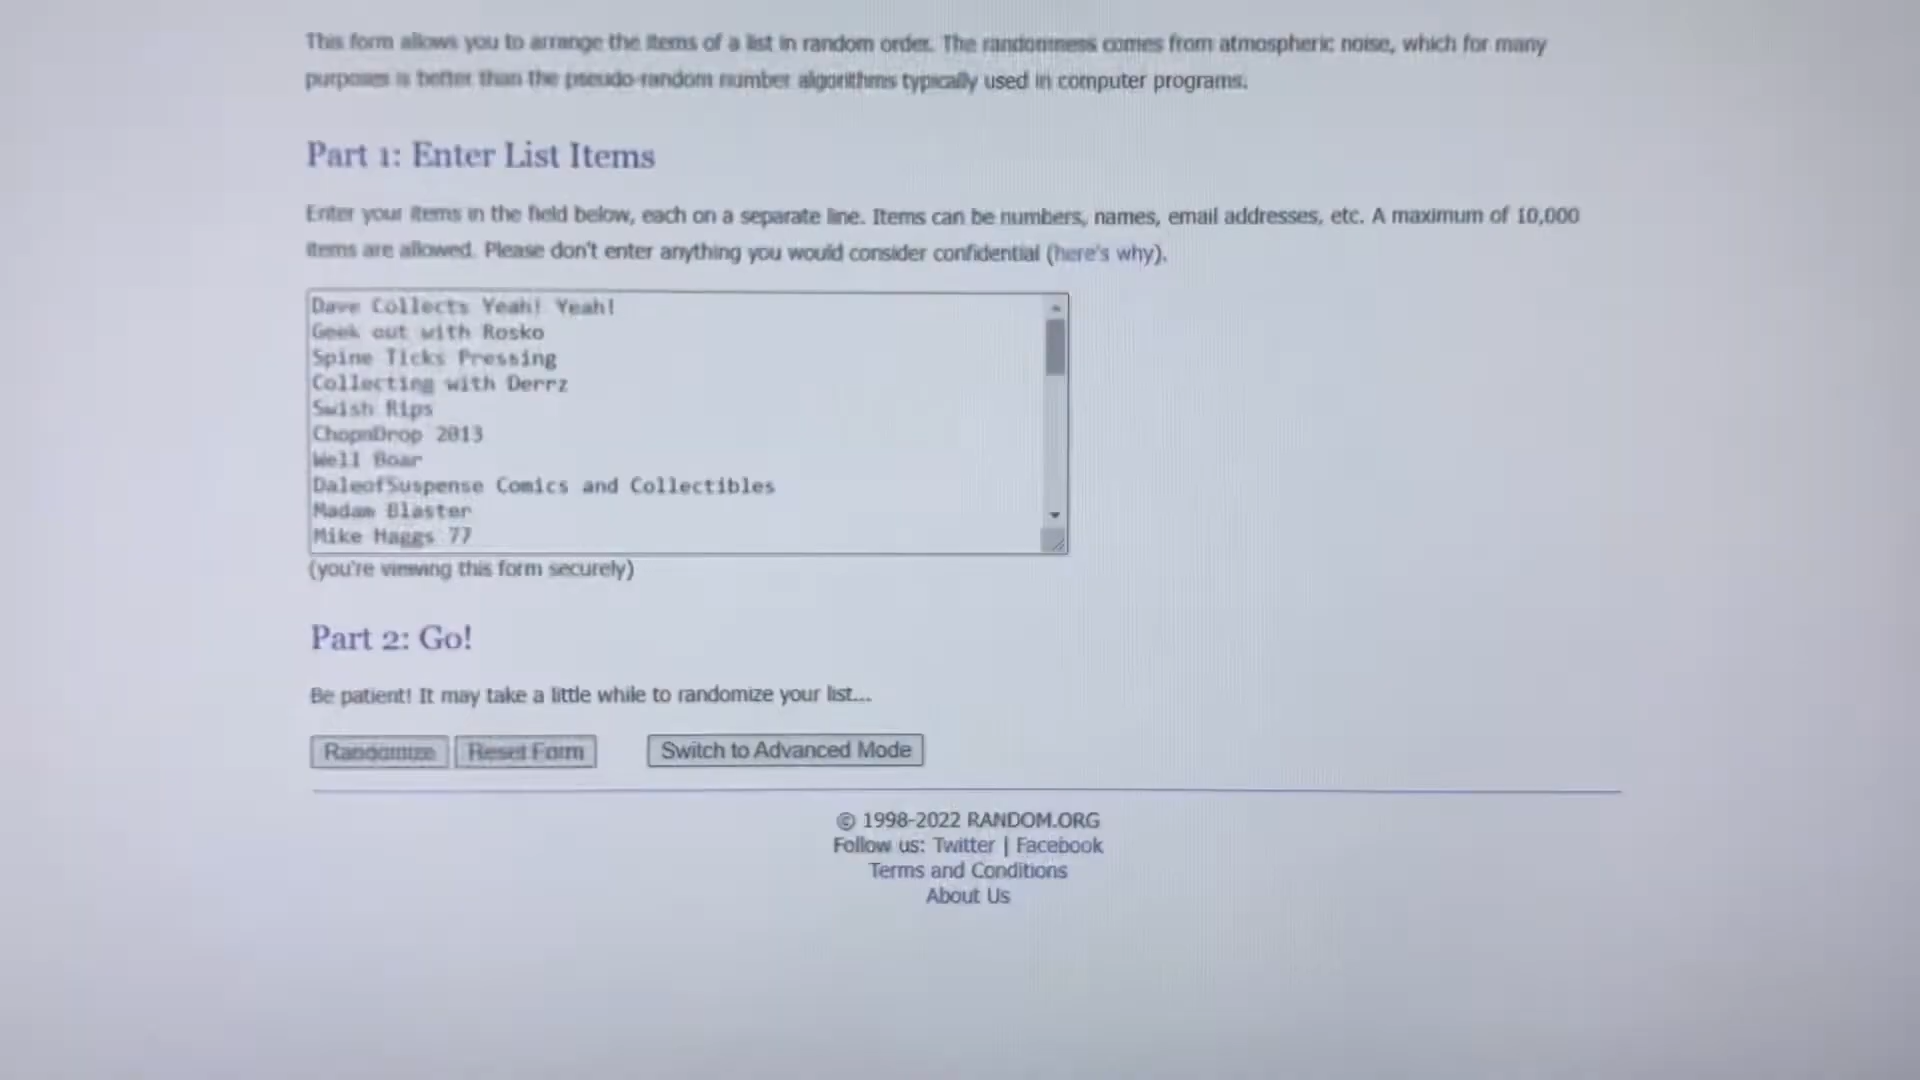 This form allows you to arrange the items of a list in random order. The randomness comes from atmospheric noise, which for many
purposes is better than the pseudo-random number algorithms typically used in computer programs.
Part 1: Enter List Items
Enter your items in the field below, each on a separate line. Items can be numbers, names, email addresses, etc. A maximum of 10,000
items are allowed. Please don't enter anything you would consider confidential (here's why).
Dave Collects Yeah! Yeah!
Geek out with Rosko
Spine Ticks Pressing
Collecting with Derrz
Swish Rips
ChopnDrop 2013
Well Boar
DaleofSuspense Comics and Collectibles
Madam Blaster
Mike Haggs 77
(you're viewing this form securely)
Part 2: Go!
Be patient! It may take a little while to randomize your list...
Randomize Reset Form Switch to Advanced Mode
© 1998-2022 RANDOM.ORG
Follow us: Twitter | Facebook
Terms and Conditions
About Us